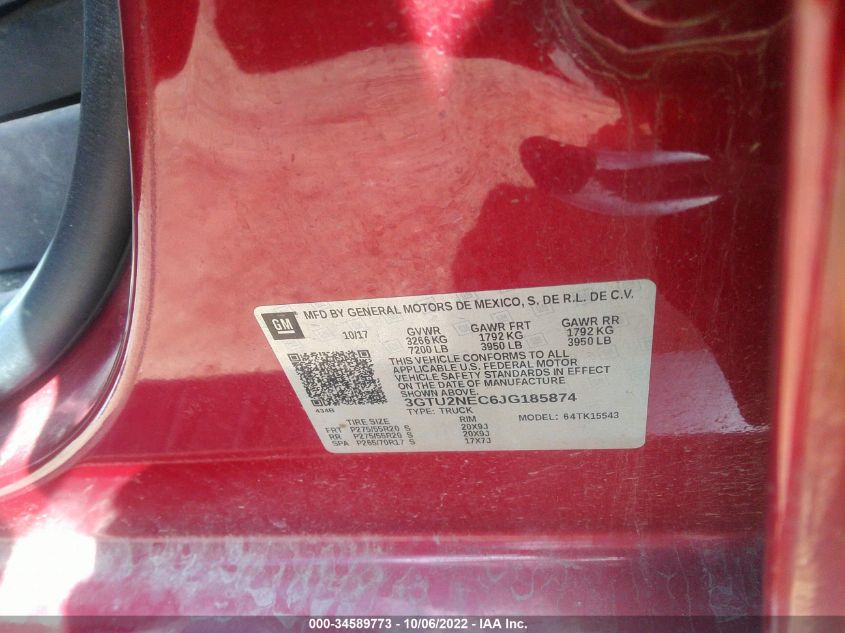 MFD BY GENERAL MOTORS DE MEXICO, S. DE R.L. DE C.V.
GM
10/17 GVWR GAWR FRT GAWR RR
3266 KG 1792 KG 1792 KG
7200 LB 3950 LB 3950 LB
THIS VEHICLE CONFORMS TO ALL
APPLICABLE U.S. FEDERAL MOTOR
VEHICLE SAFETY STANDARDS IN EFFECT
ON THE DATE OF MANUFACTURE
SHOWN ABOVE.
3GTU2NEC6JG185874
434B
TYPE: TRUCK MODEL: 64TK15543
TIRE SIZE RIM
FRT P275/55R20 S 20X9J
RR P275/55R20 S 20X9J
SPA P265/70R17 S 17X7J
000-34589773 - 10/06/2022 - IAA Inc.